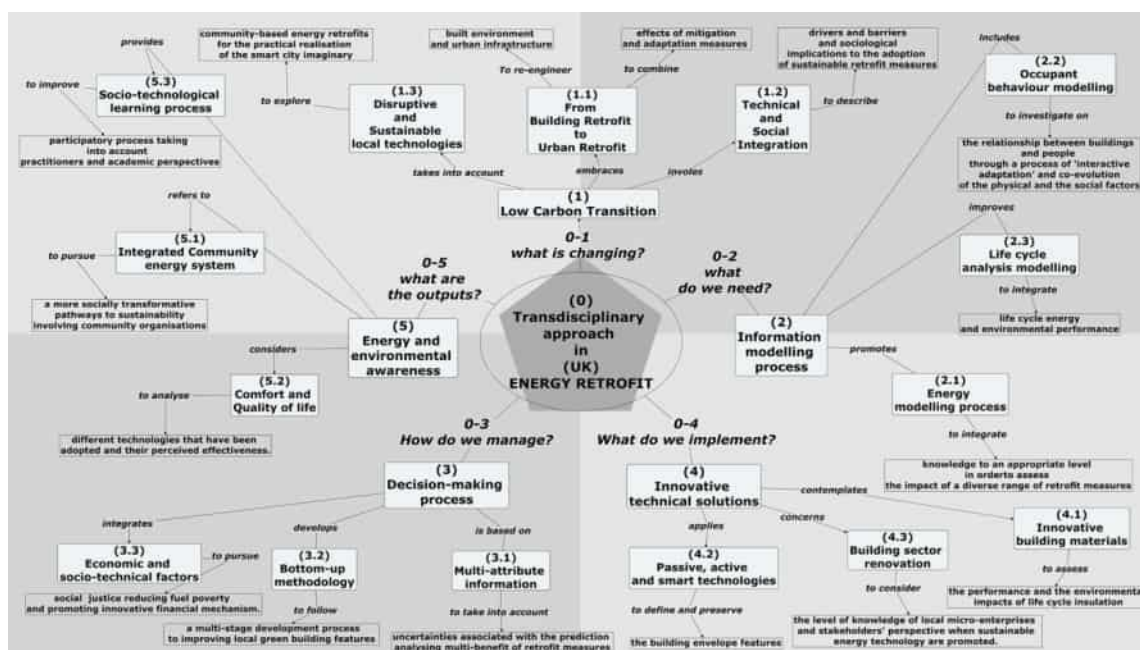 provides
(5.3)
Socio-technological
learning process
to improve
participatory process taking
into account
practitioners and academic perspectives
community-based energy retrofits
for the practical realisation
of the smart city imaginary
to explore
(1.3)
Disruptive
and
Sustainable
local technologies
takes into account
built environment
and urban infrastructure
To re-engineer
effects of mitigation
and adaptation measures
to combine
(1.1)
From
Building Retrofit
to
Urban Retrofit
embraces
drivers and barriers
and sociological
implications to the adoption
of sustainable retrofit measures
to describe
(1.2)
Technical
and
Social
Integration
involes
(1)
Low Carbon Transition
0-1
what is changing?
Includes
(2.2)
Occupant
behaviour modelling
to investigate on
the relationship between buildings
and people
through a process of 'interactive
adaptation' and co-evolution
of the physical and the social factors
improves
(2.3)
Life cycle
analysis modelling
to integrate
life cycle energy
and environmental performance
0-2
what
do we need?
(2)
Information
modelling
process
promotes
(2.1)
Energy
modelling process
to integrate
knowledge to an appropriate level
in orderto assess
the impact of a diverse range of retrofit measures
refers to
(5.1)
Integrated Community
energy system
to pursue
a more socially transformative
pathways to sustainability
involving community organisations
0-5
what are
the outputs?
(5)
Energy and
environmental
awareness
considers
(5.2)
Comfort and
Quality of life
to analyse
different technologies that have been
adopted and their perceived effectiveness.
(0)
Transdisciplinary
approach
in
(UK)
ENERGY RETROFIT
0-3
How do we manage?
(3)
Decision-making
process
integrates
(3.3)
Economic and
socio-technical factors
to pursue
social justice reducing fuel poverty
and promoting innovative financial mechanism.
develops
(3.2)
Bottom-up
methodology
to follow
a multi-stage development process
to improving local green building features
is based on
(3.1)
Multi-attribute
information
to take into account
uncertainties associated with the prediction
analysing multi-benefit of retrofit measures
0-4
What do we implement?
(4)
Innovative
technical solutions
applies
(4.2)
Passive, active
and smart technologies
to define and preserve
the building envelope features
concerns
(4.3)
Building sector
renovation
to consider
the level of knowledge of local micro-enterprises
and stakeholders' perspective when sustainable
energy technology are promoted.
contemplates
(4.1)
Innovative
building materials
to assess
the performance and the environmenta
impacts of life cycle insulation